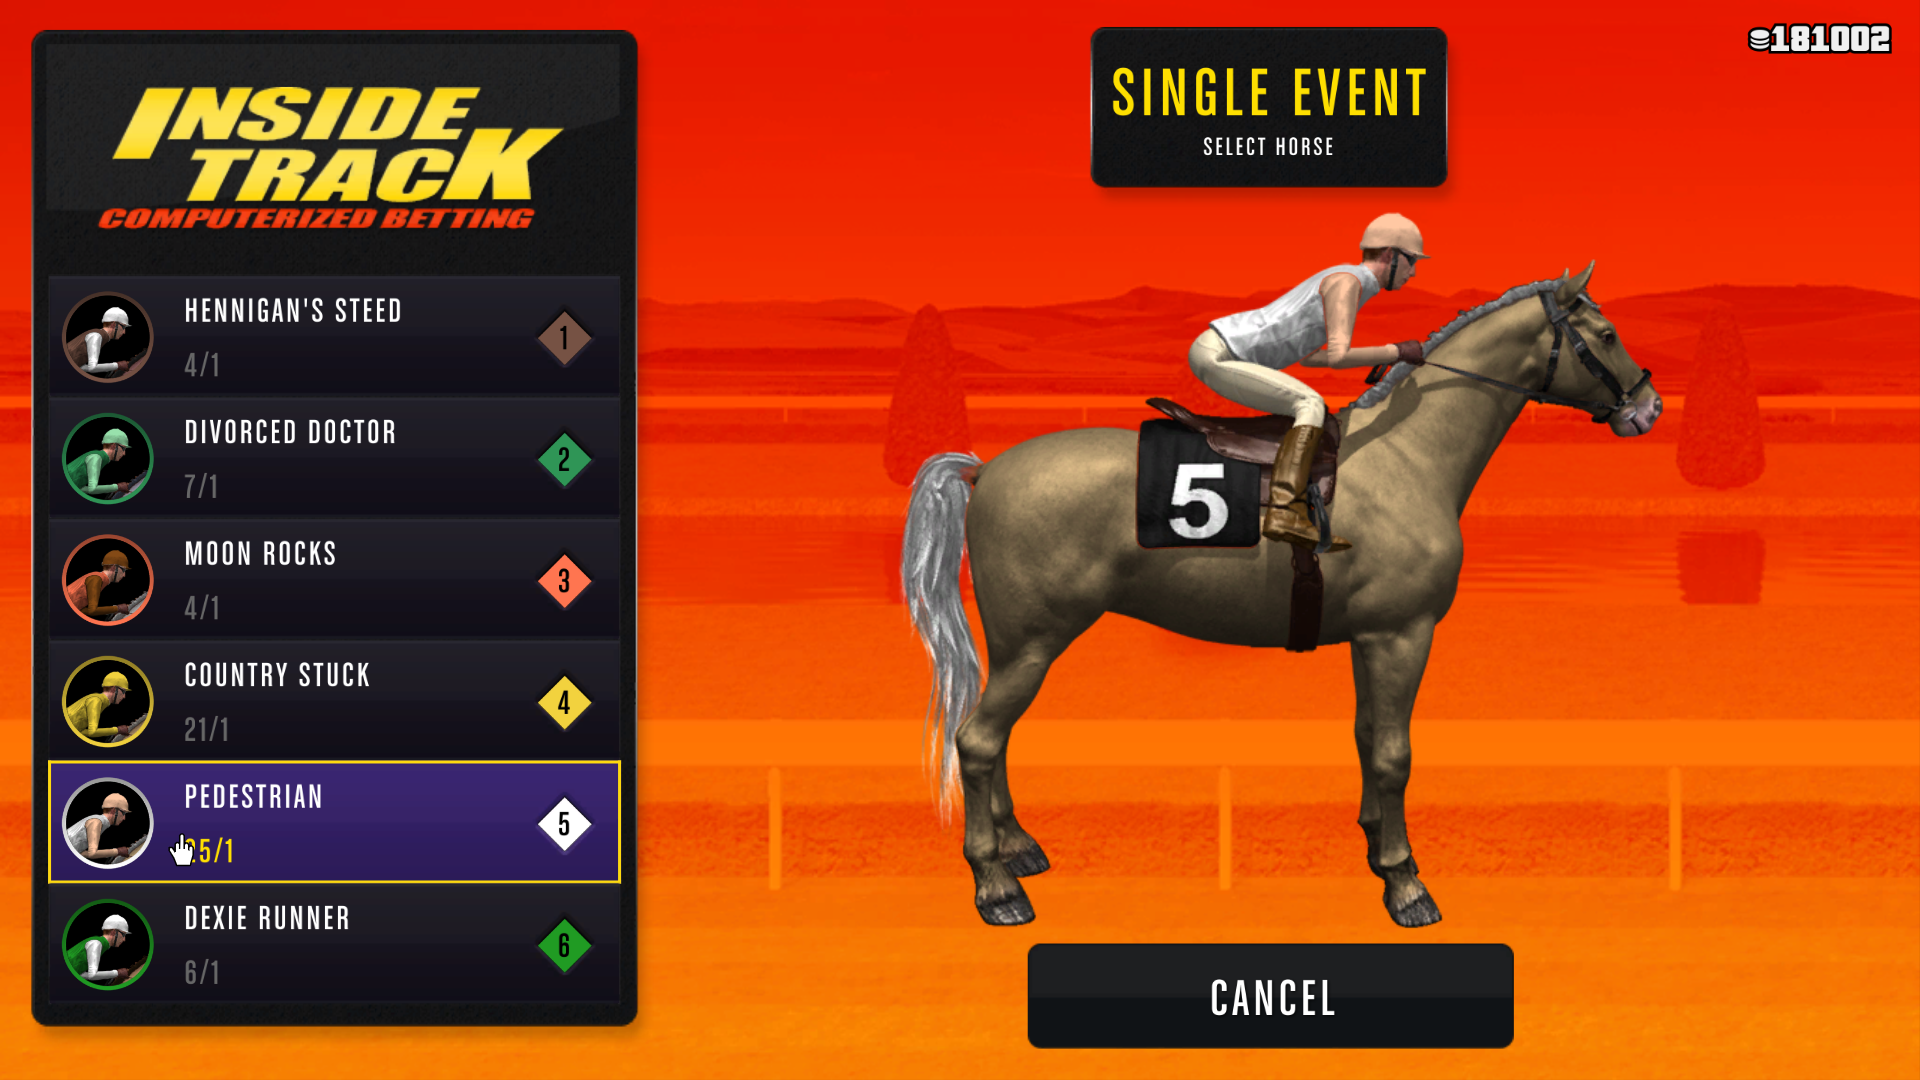 INSIDE
TRACK
COMPUTERIZED BETTING
HENNIGAN'S STEED
4/1
1
DIVORCED DOCTOR
7/1
2
MOON ROCKS
4/1
3
COUNTRY STUCK
21/1
4
PEDESTRIAN
5/1
5
DEXIE RUNNER
6/1
6
SINGLE EVENT
SELECT HORSE
181002
5
CANCEL